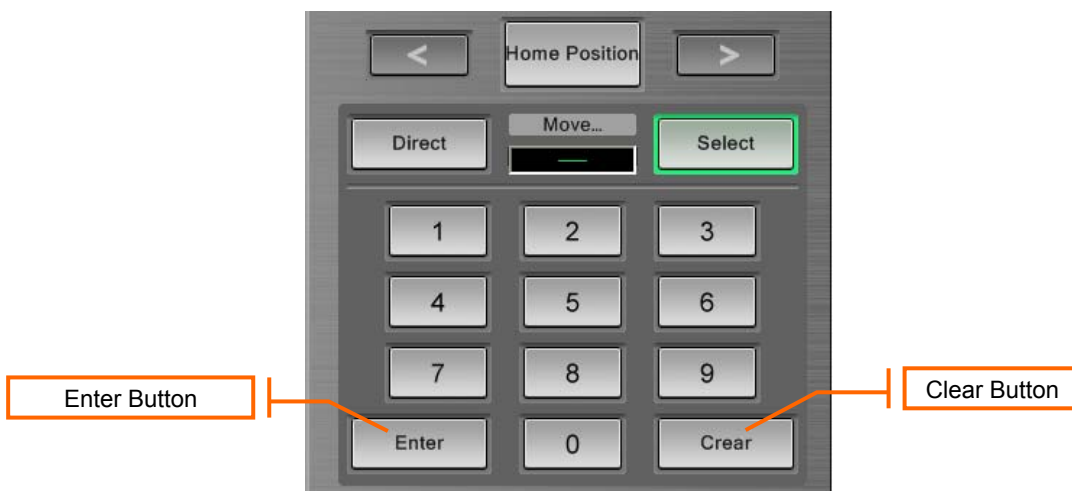 < Home Position >
Direct Move... Select
—
1 2 3
4 5 6
7 8 9
Enter Button
Clear Button
Enter 0 Crear